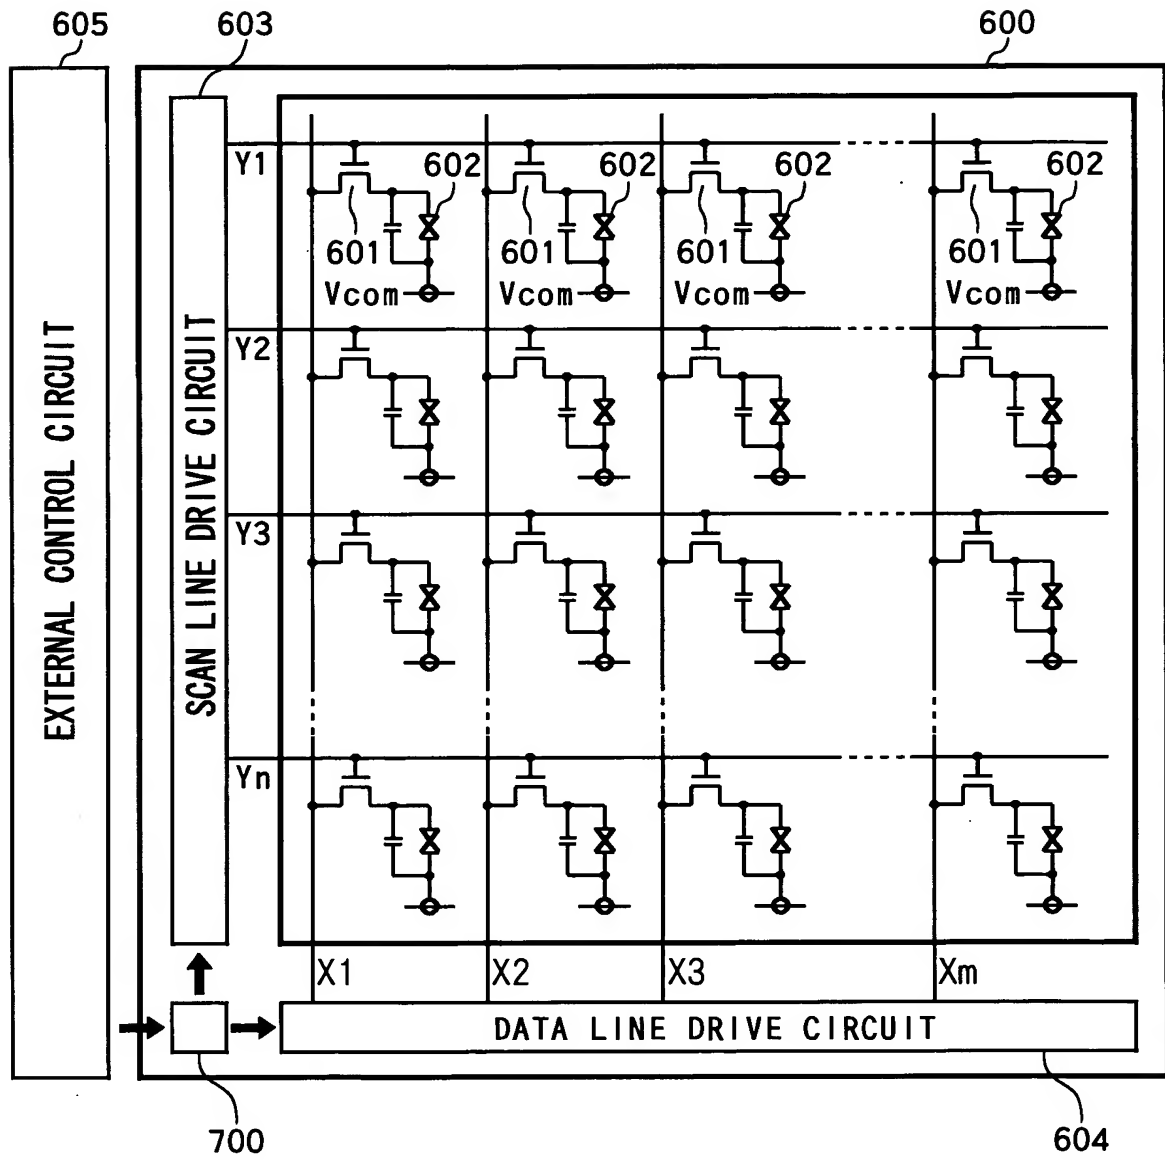 605 603 600
Y1 602 602 602 602
601 601 601 601
Vcom Vcom Vcom Vcom
Y2
Y3
Yn
EXTERNAL CONTROL CIRCUIT
SCAN LINE DRIVE CIRCUIT
X1 X2 X3 Xm
DATA LINE DRIVE CIRCUIT
700 604